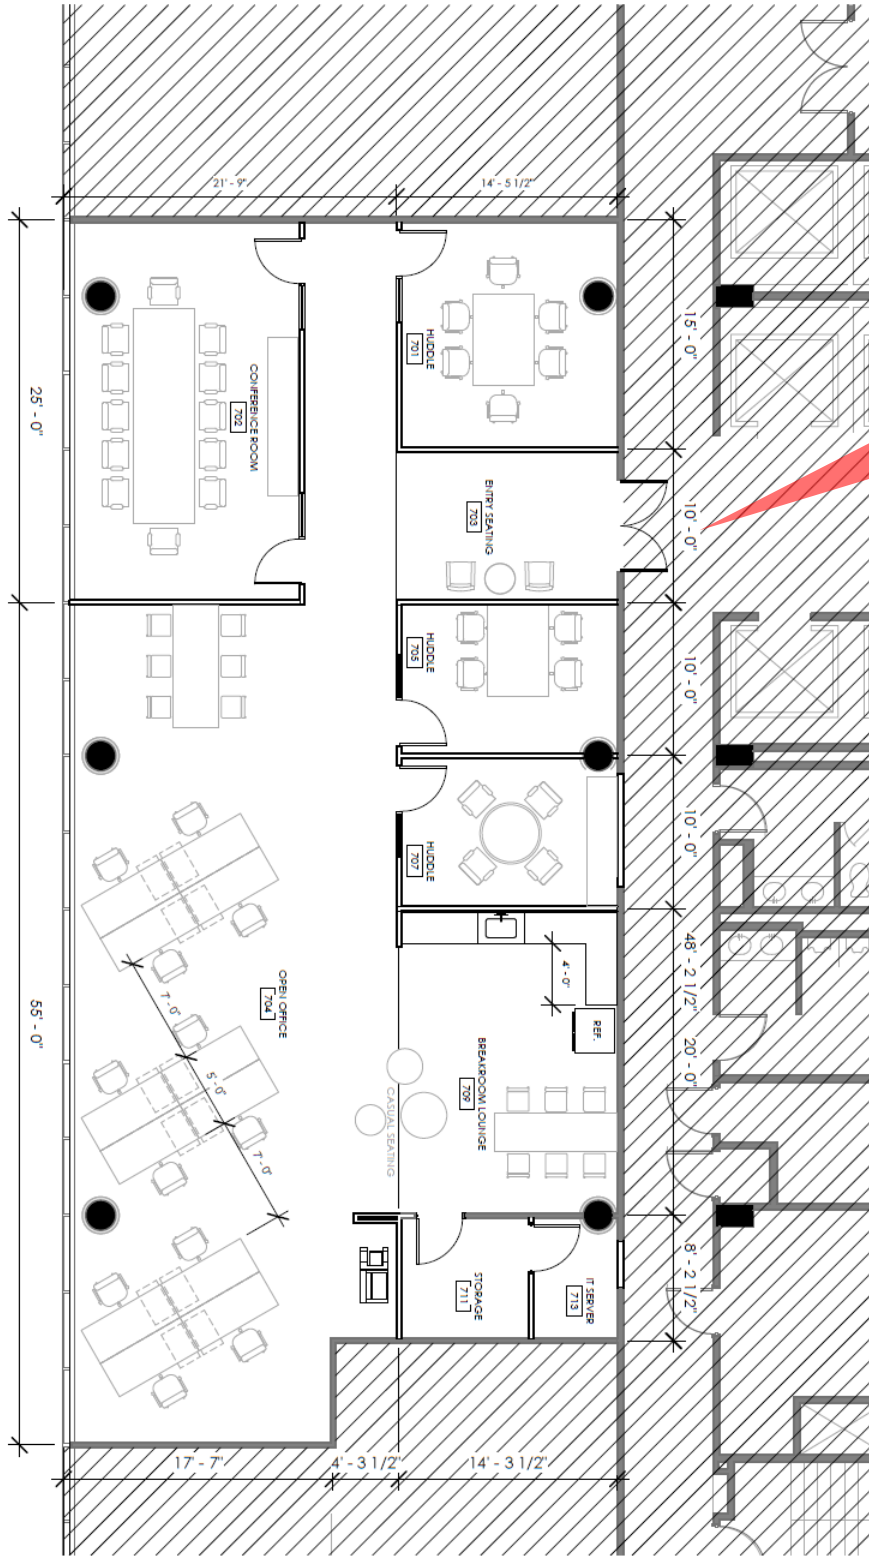 21' - 9"
14' - 5 1/2"
15' - 0"
HUDDLE
701
CONFERENCE ROOM
702
25' - 0"
ENTRY SEATING
703
10' - 0"
HUDDLE
705
10' - 0"
HUDDLE
707
10' - 0"
48' - 2 1/2"
4' - 0"
OPEN OFFICE
704
7' - 0"
REF.
55' - 0"
BREAKROOM LOUNGE
709
20' - 0"
5' - 0"
CASUAL SEATING
7' - 0"
STORAGE
711
IT SERVER
713
8' - 2 1/2"
17' - 7"
4' - 3 1/2"
14' - 3 1/2"